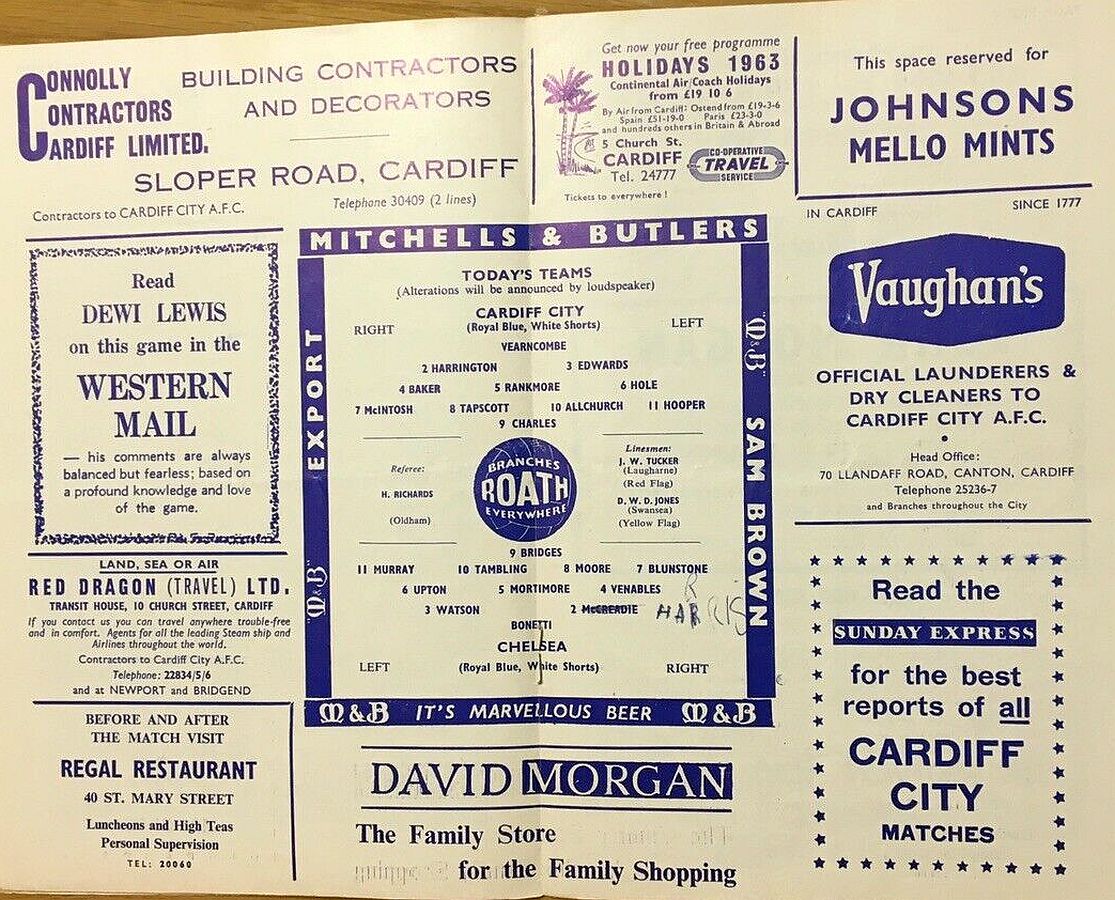 CONNOLLY
CONTRACTORS
CARDIFF LIMITED.
BUILDING CONTRACTORS
AND DECORATORS
SLOPER ROAD, CARDIFF
Contractors to CARDIFF CITY A.F.C.
Telephone 30409 (2 lines)
Get now your free programme
HOLIDAYS 1963
Continental Air/Coach Holidays
from £19 10 6
By Air from Cardiff: Ostend from £19-3-6
Spain £51-19-0 Paris £23-3-0
and hundreds others in Britain & Abroad
5 Church St.
CARDIFF
Tel. 24777
CO-OPERATIVE
TRAVEL
SERVICE
Tickets to everywhere!
This space reserved for
JOHNSONS
MELLO MINTS
Read
DEWI LEWIS
on this game in the
WESTERN
MAIL
— his comments are always
balanced but fearless; based on
a profound knowledge and love
of the game.
LAND, SEA OR AIR
RED DRAGON (TRAVEL) LTD.
TRANSIT HOUSE, 10 CHURCH STREET, CARDIFF
If you contact us you can travel anywhere trouble-free
and in comfort. Agents for all the leading Steam ship and
Airlines throughout the world.
Contractors to Cardiff City A.F.C.
Telephone: 22834/5/6
and at NEWPORT and BRIDGEND
BEFORE AND AFTER
THE MATCH VISIT
REGAL RESTAURANT
40 ST. MARY STREET
Luncheons and High Teas
Personal Supervision
TEL: 20060
MITCHELLS & BUTLERS
EXPORT
"M&B"
TODAY'S TEAMS
(Alterations will be announced by loudspeaker)
CARDIFF CITY
RIGHT (Royal Blue, White Shorts) LEFT
VEARNCOMBE
2 HARRINGTON 3 EDWARDS
4 BAKER 5 RANKMORE 6 HOLE
7 McINTOSH 8 TAPSCOTT 10 ALLCHURCH 11 HOOPER
9 CHARLES
Referee:
H. RICHARDS
(Oldham)
BRANCHES
ROATH
EVERYWHERE
Linesmen:
J. W. TUCKER
(Laugharne)
(Red Flag)
D. W. D. JONES
(Swansea)
(Yellow Flag)
9 BRIDGES
11 MURRAY 10 TAMBLING 8 MOORE 7 BLUNSTONE
6 UPTON 5 MORTIMORE 4 VENABLES
R
3 WATSON 2 McCREADIE HARRIS
BONETTI
CHELSEA
LEFT (Royal Blue, White Shorts) RIGHT
"M&B"
SAM BROWN
M&B IT'S MARVELLOUS BEER M&B
DAVID MORGAN
The Family Store
for the Family Shopping
IN CARDIFF SINCE 1777
Vaughan's
OFFICIAL LAUNDERERS &
DRY CLEANERS TO
CARDIFF CITY A.F.C.
Head Office:
70 LLANDAFF ROAD, CANTON, CARDIFF
Telephone 25236-7
and Branches throughout the City
Read the
SUNDAY EXPRESS
for the best
reports of all
CARDIFF
CITY
MATCHES